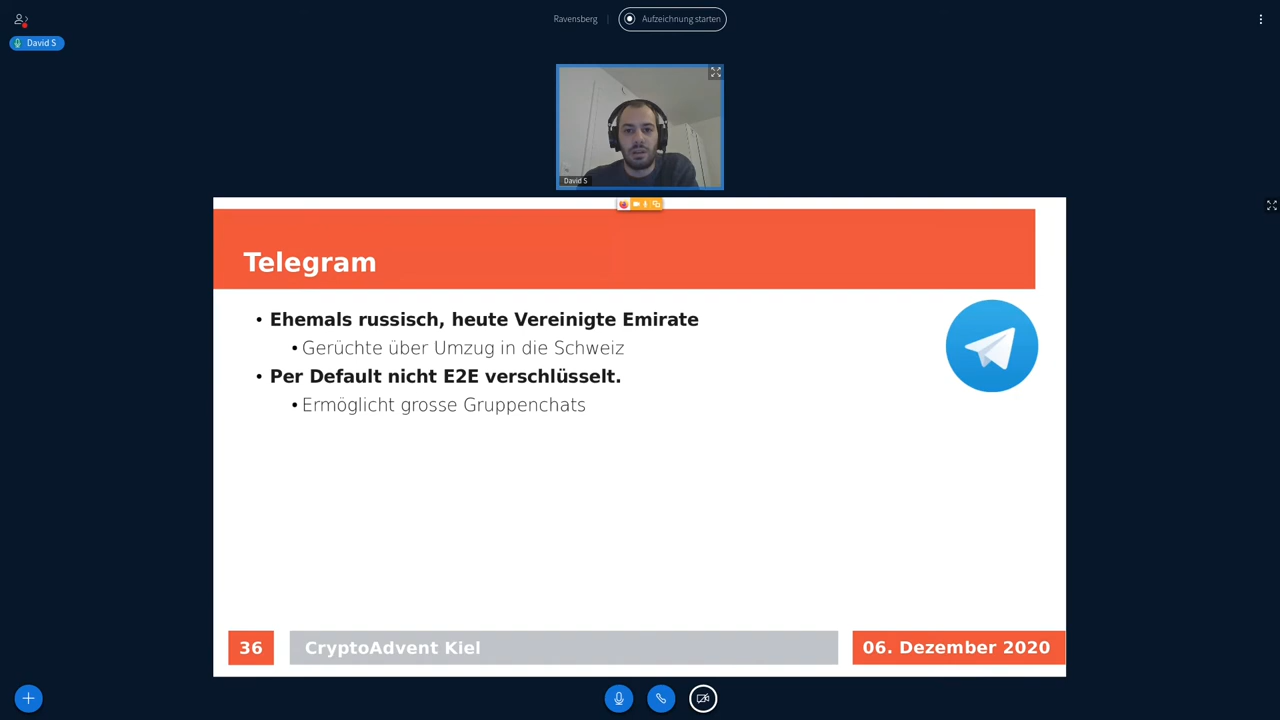 Ravensberg
Aufzeichnung starten
David S
David S
Telegram
• Ehemals russisch, heute Vereinigte Emirate
• Gerüchte über Umzug in die Schweiz
• Per Default nicht E2E verschlüsselt.
• Ermöglicht grosse Gruppenchats
36
CryptoAdvent Kiel
06. Dezember 2020